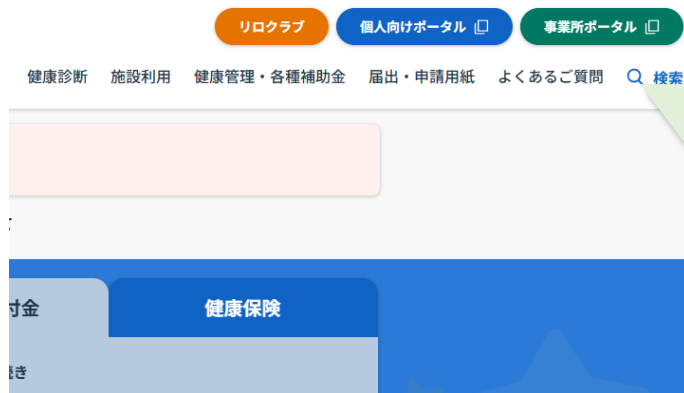 リロクラブ 個人向けポータル 事業所ポータル
健康診断 施設利用 健康管理・各種補助金 届出・申請用紙 よくあるご質問 検索
付金 健康保険
続き